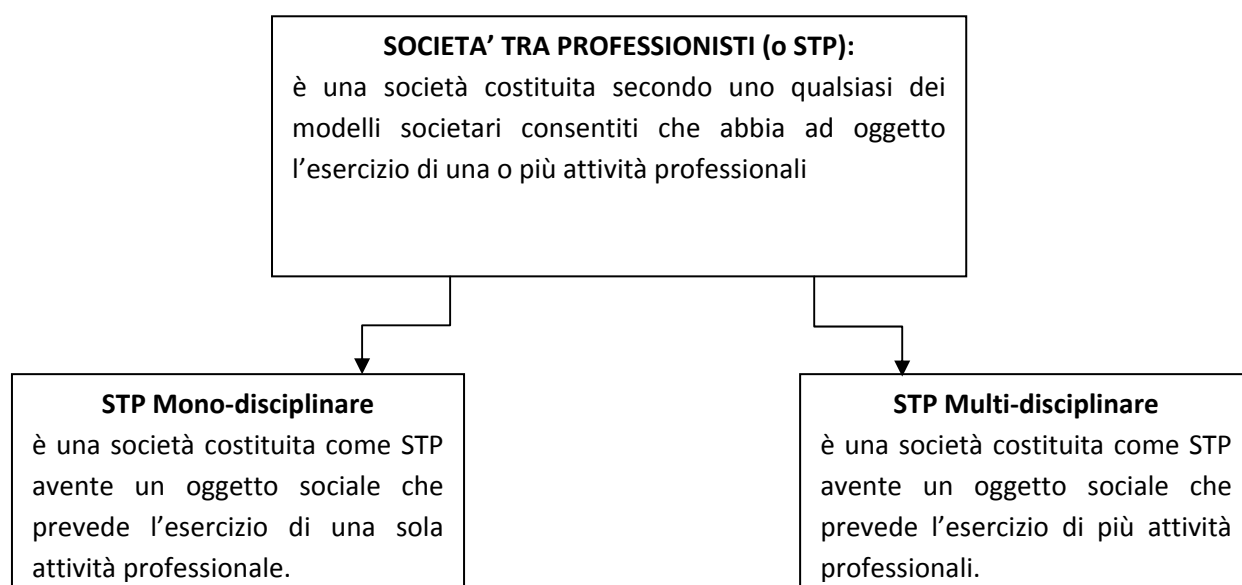 SOCIETA’ TRA PROFESSIONISTI (o STP):
è una società costituita secondo uno qualsiasi dei
modelli societari consentiti che abbia ad oggetto
l’esercizio di una o più attività professionali
STP Mono-disciplinare
è una società costituita come STP
avente un oggetto sociale che
prevede l’esercizio di una sola
attività professionale.
STP Multi-disciplinare
è una società costituita come STP
avente un oggetto sociale che
prevede l’esercizio di più attività
professionali.